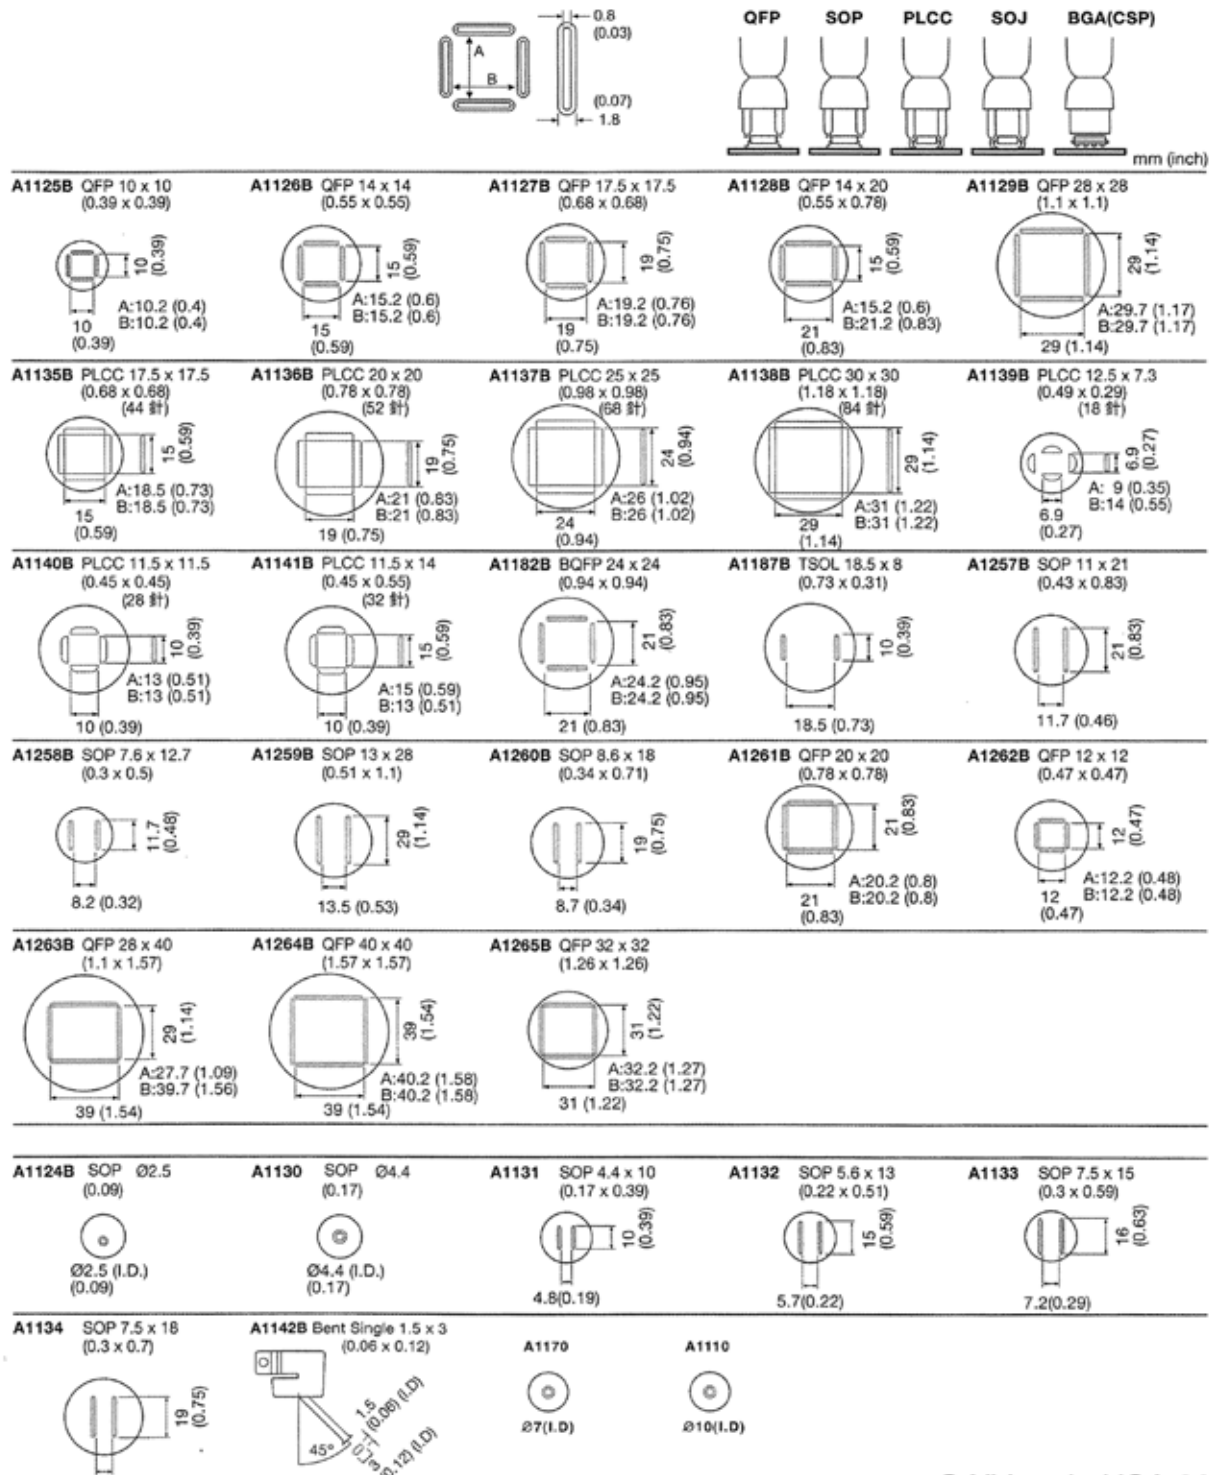 0.8
(0.03)
A
B
(0.07)
1.8
QFP SOP PLCC SOJ BGA(CSP)
mm (inch)
A1125B QFP 10 x 10
(0.39 x 0.39)
10
(0.39)
A:10.2 (0.4)
B:10.2 (0.4)
10
(0.39)
A1126B QFP 14 x 14
(0.55 x 0.55)
15
(0.59)
A:15.2 (0.6)
B:15.2 (0.6)
15
(0.59)
A1127B QFP 17.5 x 17.5
(0.68 x 0.68)
19
(0.75)
A:19.2 (0.76)
B:19.2 (0.76)
19
(0.75)
A1128B QFP 14 x 20
(0.55 x 0.78)
15
(0.59)
A:15.2 (0.6)
B:21.2 (0.83)
21
(0.83)
A1129B QFP 28 x 28
(1.1 x 1.1)
29
(1.14)
A:29.7 (1.17)
B:29.7 (1.17)
29 (1.14)
A1135B PLCC 17.5 x 17.5
(0.68 x 0.68)
(44 針)
15
(0.59)
A:18.5 (0.73)
B:18.5 (0.73)
15
(0.59)
A1136B PLCC 20 x 20
(0.78 x 0.78)
(52 針)
19
(0.75)
A:21 (0.83)
B:21 (0.83)
19 (0.75)
A1137B PLCC 25 x 25
(0.98 x 0.98)
(68 針)
24
(0.94)
A:26 (1.02)
B:26 (1.02)
24
(0.94)
A1138B PLCC 30 x 30
(1.18 x 1.18)
(84 針)
29
(1.14)
A:31 (1.22)
B:31 (1.22)
29
(1.14)
A1139B PLCC 12.5 x 7.3
(0.49 x 0.29)
(18 針)
6.9
(0.27)
A: 9 (0.35)
B:14 (0.55)
6.9
(0.27)
A1140B PLCC 11.5 x 11.5
(0.45 x 0.45)
(28 針)
10
(0.39)
A:13 (0.51)
B:13 (0.51)
10 (0.39)
A1141B PLCC 11.5 x 14
(0.45 x 0.55)
(32 針)
15
(0.59)
A:15 (0.59)
B:13 (0.51)
10 (0.39)
A1182B BQFP 24 x 24
(0.94 x 0.94)
21
(0.83)
A:24.2 (0.95)
B:24.2 (0.95)
21 (0.83)
A1187B TSOL 18.5 x 8
(0.73 x 0.31)
10
(0.39)
18.5 (0.73)
A1257B SOP 11 x 21
(0.43 x 0.83)
21
(0.83)
11.7 (0.46)
A1258B SOP 7.6 x 12.7
(0.3 x 0.5)
11.7
(0.48)
8.2 (0.32)
A1259B SOP 13 x 28
(0.51 x 1.1)
29
(1.14)
13.5 (0.53)
A1260B SOP 8.6 x 18
(0.34 x 0.71)
19
(0.75)
8.7 (0.34)
A1261B QFP 20 x 20
(0.78 x 0.78)
21
(0.83)
A:20.2 (0.8)
B:20.2 (0.8)
21
(0.83)
A1262B QFP 12 x 12
(0.47 x 0.47)
12
(0.47)
A:12.2 (0.48)
B:12.2 (0.48)
12
(0.47)
A1263B QFP 28 x 40
(1.1 x 1.57)
29
(1.14)
A:27.7 (1.09)
B:39.7 (1.56)
39 (1.54)
A1264B QFP 40 x 40
(1.57 x 1.57)
39
(1.54)
A:40.2 (1.58)
B:40.2 (1.58)
39 (1.54)
A1265B QFP 32 x 32
(1.26 x 1.26)
31
(1.22)
A:32.2 (1.27)
B:32.2 (1.27)
31 (1.22)
A1124B SOP Ø2.5
(0.09)
Ø2.5 (I.D.)
(0.09)
A1130 SOP Ø4.4
(0.17)
Ø4.4 (I.D.)
(0.17)
A1131 SOP 4.4 x 10
(0.17 x 0.39)
10
(0.39)
4.8(0.19)
A1132 SOP 5.6 x 13
(0.22 x 0.51)
15
(0.59)
5.7(0.22)
A1133 SOP 7.5 x 15
(0.3 x 0.59)
16
(0.63)
7.2(0.29)
A1134 SOP 7.5 x 18
(0.3 x 0.7)
19
(0.75)
A1142B Bent Single 1.5 x 3
(0.06 x 0.12)
1.5
(0.06) (I.D)
3
(0.12) (I.D)
45°
A1170
Ø7(I.D)
A1110
Ø10(I.D)